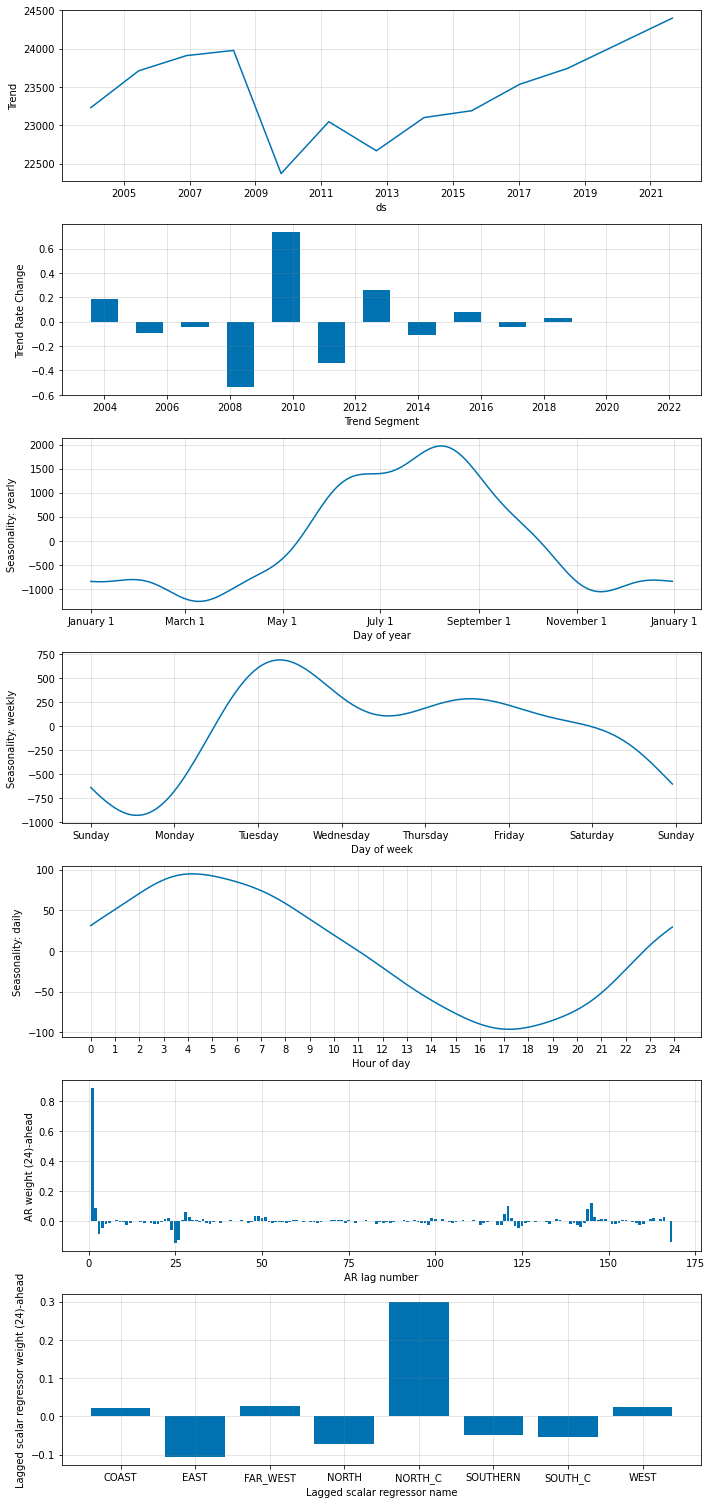 24500
24000
23500
23000
22500
Trend
2005 2007 2009 2011 2013 2015 2017 2019 2021
ds
0.6
0.4
0.2
0.0
−0.2
−0.4
−0.6
Trend Rate Change
2004 2006 2008 2010 2012 2014 2016 2018 2020 2022
Trend Segment
2000
1500
1000
500
0
−500
−1000
Seasonality: yearly
January 1 March 1 May 1 July 1 September 1 November 1 January 1
Day of year
750
500
250
0
−250
−500
−750
−1000
Seasonality: weekly
Sunday Monday Tuesday Wednesday Thursday Friday Saturday Sunday
Day of week
100
50
0
−50
−100
Seasonality: daily
0 1 2 3 4 5 6 7 8 9 10 11 12 13 14 15 16 17 18 19 20 21 22 23 24
Hour of day
0.8
0.6
0.4
0.2
0.0
AR weight (24)-ahead
0 25 50 75 100 125 150 175
AR lag number
0.3
0.2
0.1
0.0
−0.1
Lagged scalar regressor weight (24)-ahead
COAST EAST FAR_WEST NORTH NORTH_C SOUTHERN SOUTH_C WEST
Lagged scalar regressor name